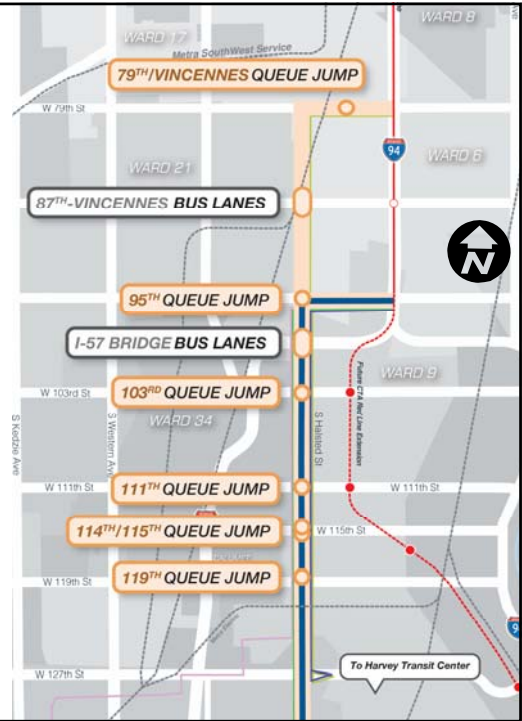 WARD 8
WARD 17
Metra SouthWest Service
79TH/VINCENNES QUEUE JUMP
W 79th St
94
WARD 6
WARD 21
87TH-VINCENNES BUS LANES
N
95TH QUEUE JUMP
I-57 BRIDGE BUS LANES
WARD 9
103RD QUEUE JUMP
W 103rd St
Future CTA Red Line Extension
S Kedzie Ave
S Western Ave
WARD 34
S Halsted St
111TH QUEUE JUMP
W 111th St
W 111th St
114TH/115TH QUEUE JUMP
W 115th St
119TH QUEUE JUMP
W 119th St
To Harvey Transit Center
W 127th St